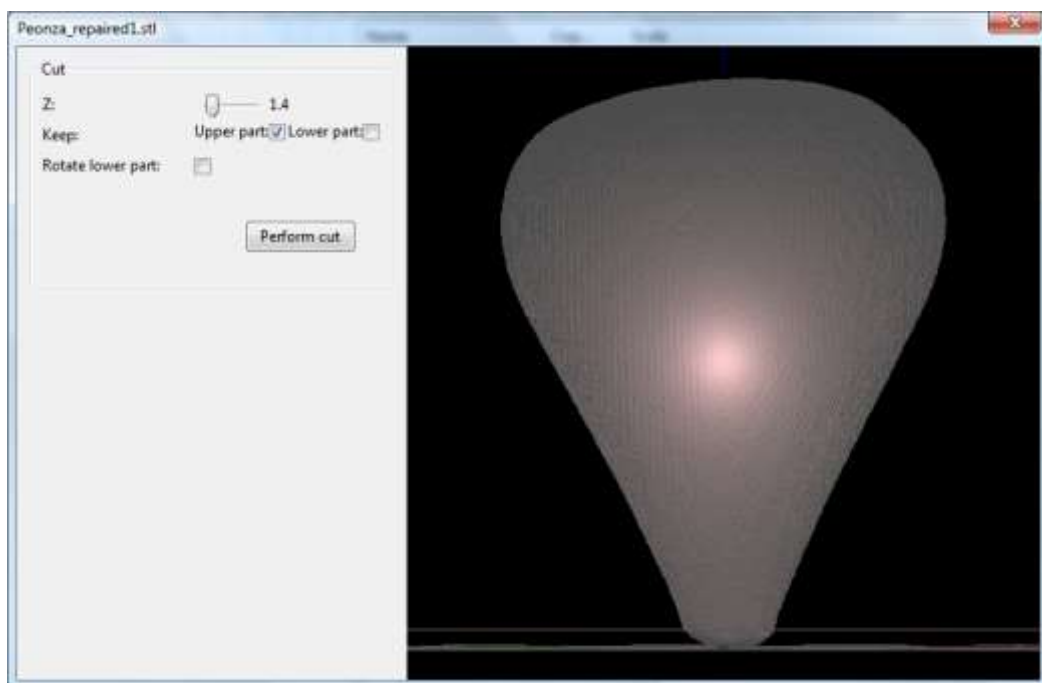 Peonza_repaired1.stl
Cut
Z: 1.4
Keep: Upper part: Lower part:
Rotate lower part:
Perform cut